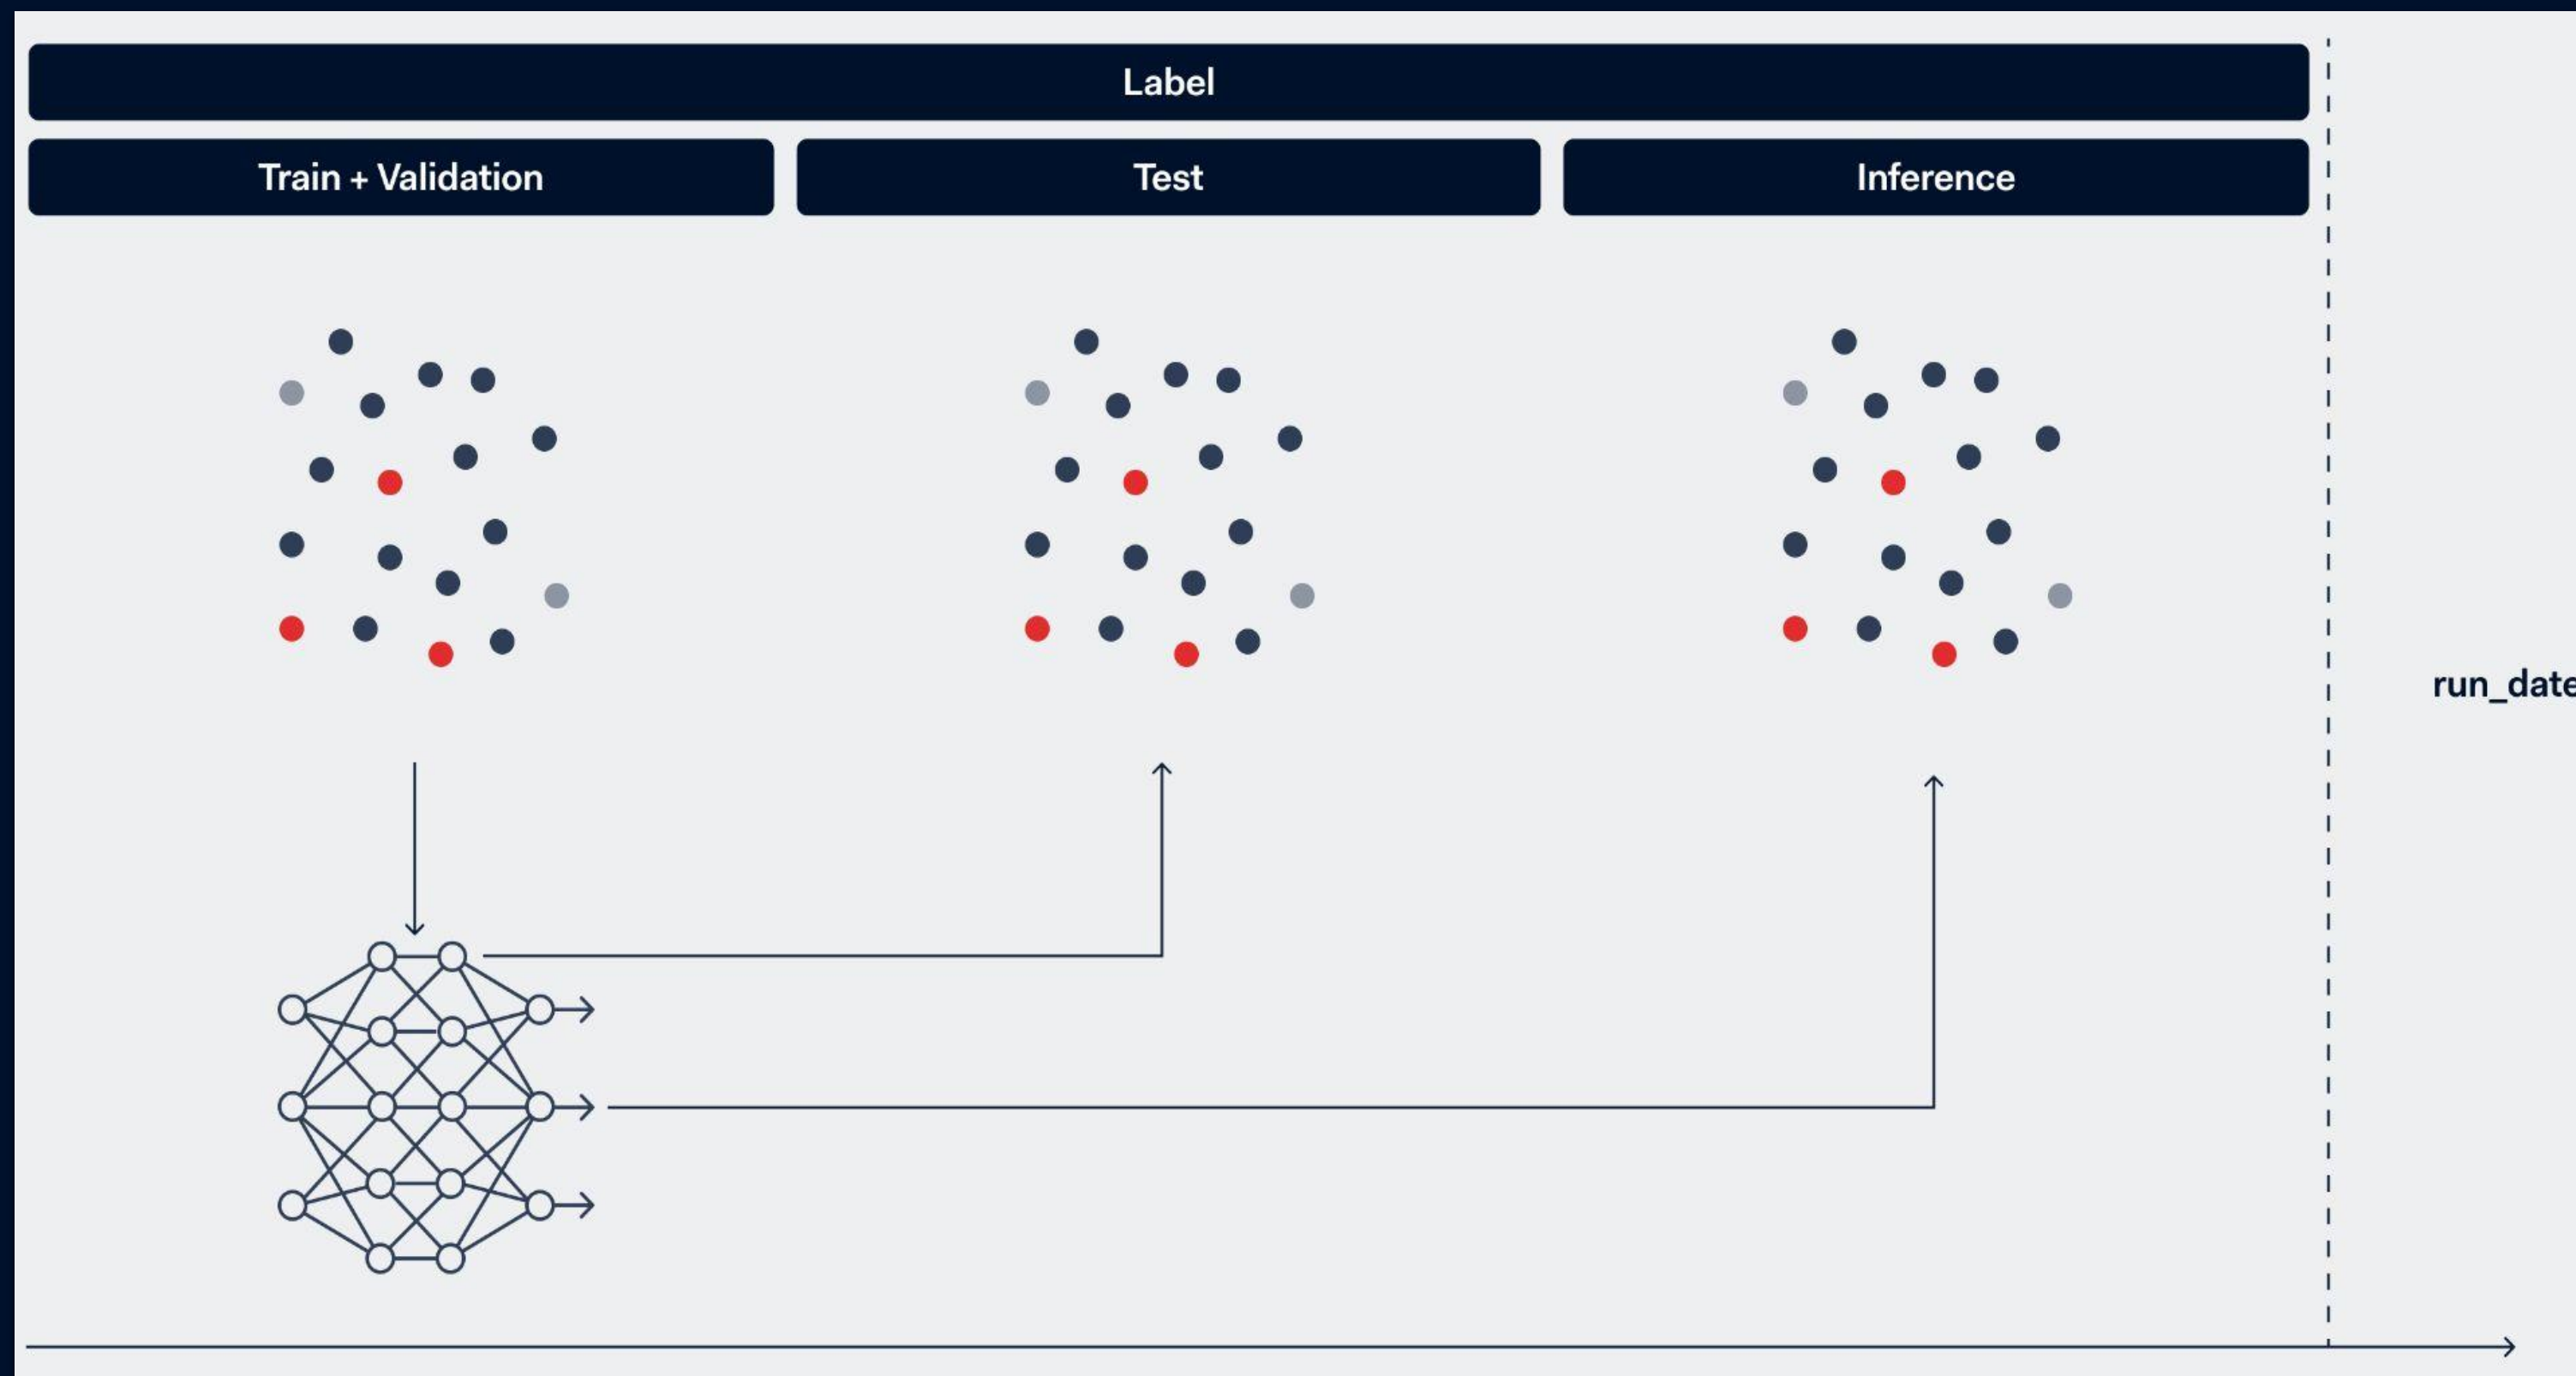 Label
Train + Validation
Test
Inference
run_date